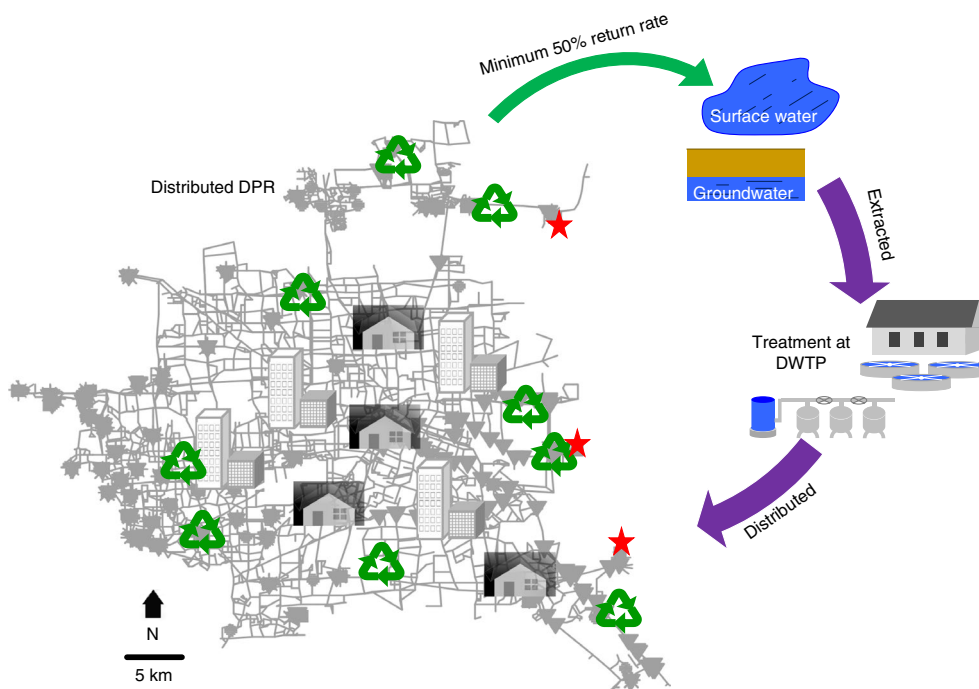 Minimum 50% return rate
Surface water
Groundwater
Distributed DPR
Extracted
Treatment at
DWTP
Distributed
N
5 km